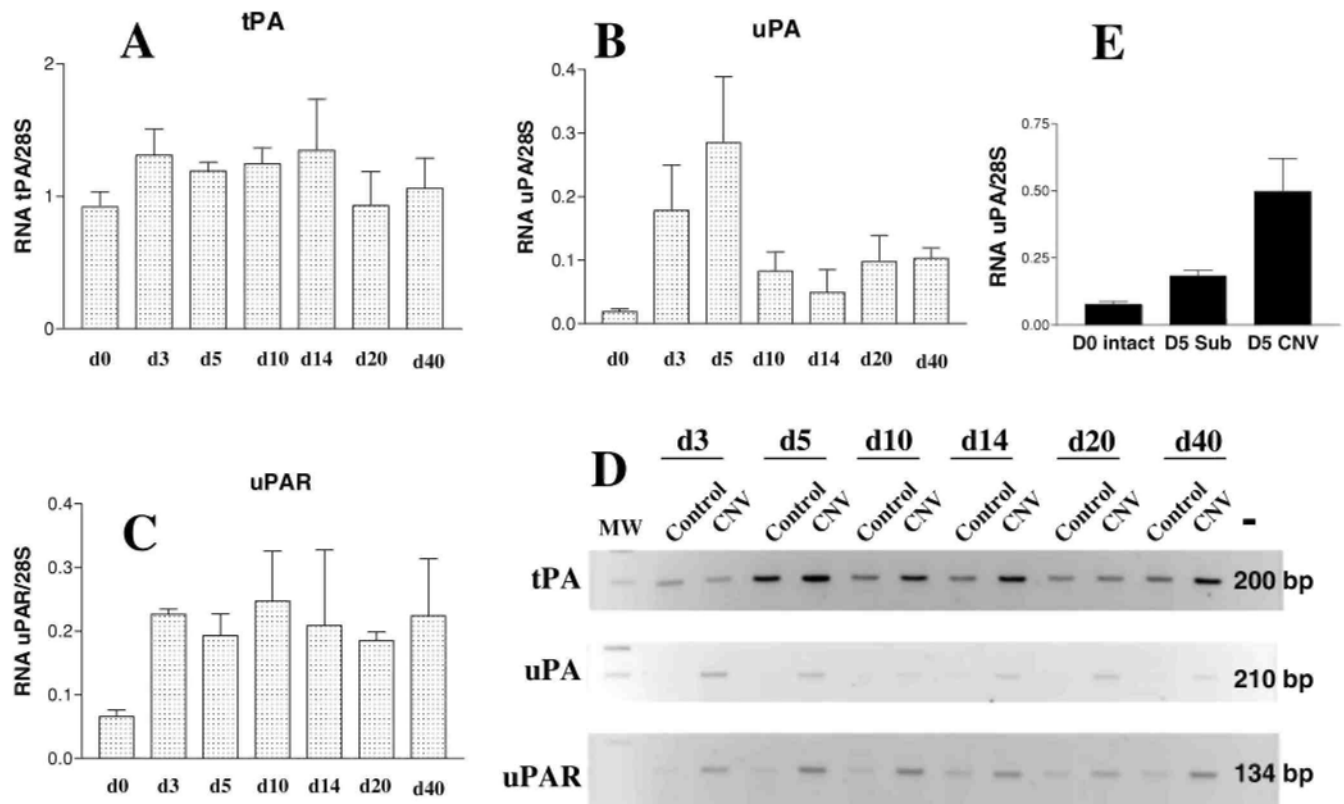 A
tPA
RNA tPA/28S
2
1
0
d0 d3 d5 d10 d14 d20 d40
B
uPA
RNA uPA/28S
0.4
0.3
0.2
0.1
0.0
d0 d3 d5 d10 d14 d20 d40
E
RNA uPA/28S
0.75
0.50
0.25
0.00
D0 intact D5 Sub D5 CNV
C
uPAR
RNA uPAR/28S
0.4
0.3
0.2
0.1
0.0
d0 d3 d5 d10 d14 d20 d40
D
d3 d5 d10 d14 d20 d40
MW Control CNV Control CNV Control CNV Control CNV Control CNV Control CNV -
tPA 200 bp
uPA 210 bp
uPAR 134 bp